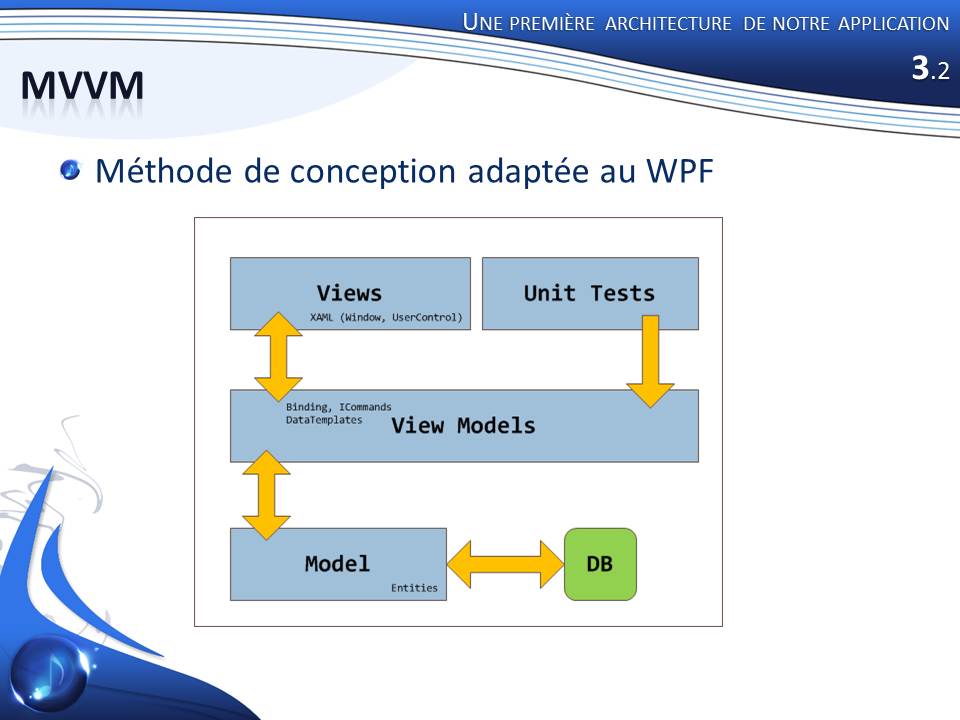 Une première architecture de notre application
3.2
MVVM
Méthode de conception adaptée au WPF
Views
XAML (Window, UserControl)
Unit Tests
Binding, ICommands
DataTemplates
View Models
Model
Entities
DB